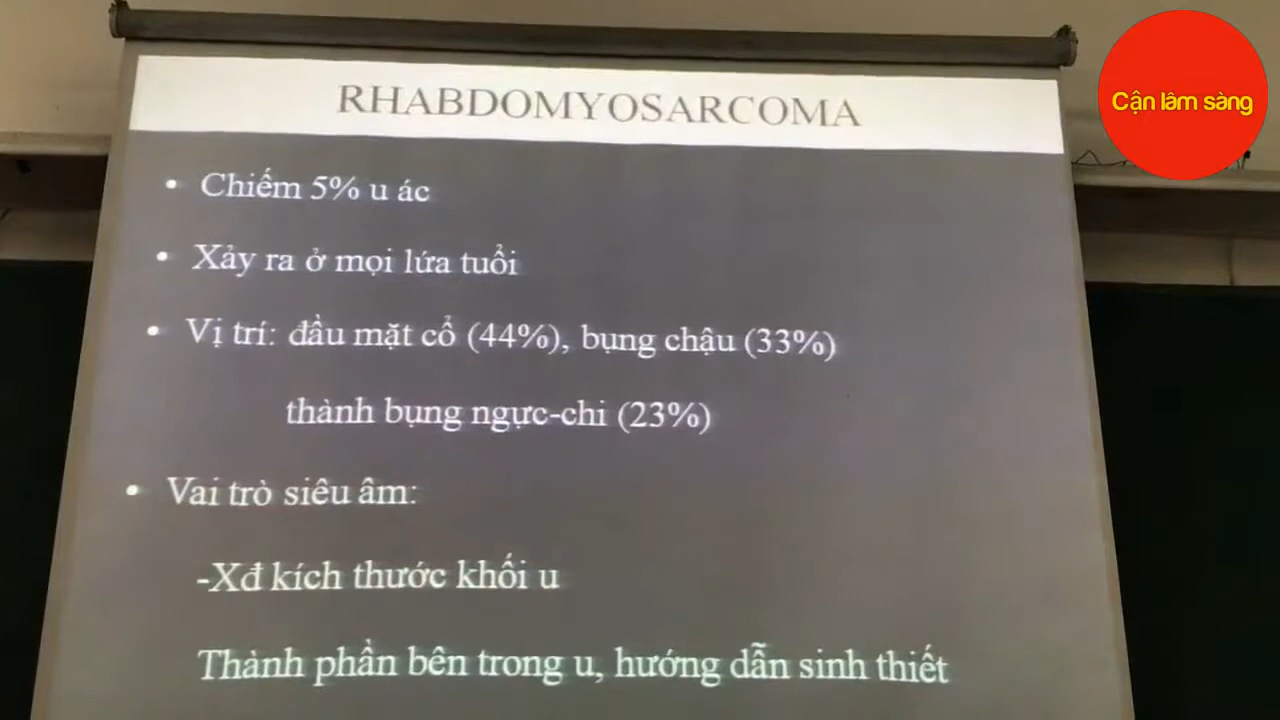 RHABDOMYOSARCOMA
Cận lâm sàng
• Chiếm 5% u ác
• Xảy ra ở mọi lứa tuổi
• Vị trí: đầu mặt cổ (44%), bụng chậu (33%)
thành bụng ngực-chi (23%)
• Vai trò siêu âm:
-Xđ kích thước khối u
Thành phần bên trong u, hướng dẫn sinh thiết